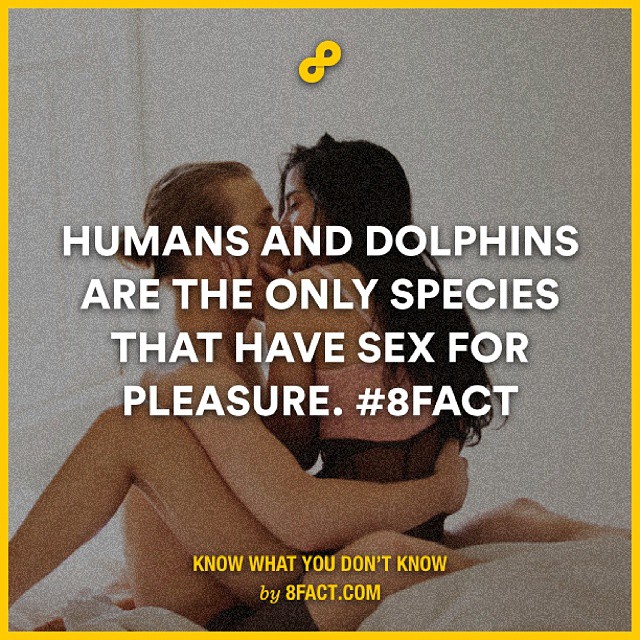 HUMANS AND DOLPHINS
ARE THE ONLY SPECIES
THAT HAVE SEX FOR
PLEASURE. #8FACT
KNOW WHAT YOU DON'T KNOW
by 8FACT.COM